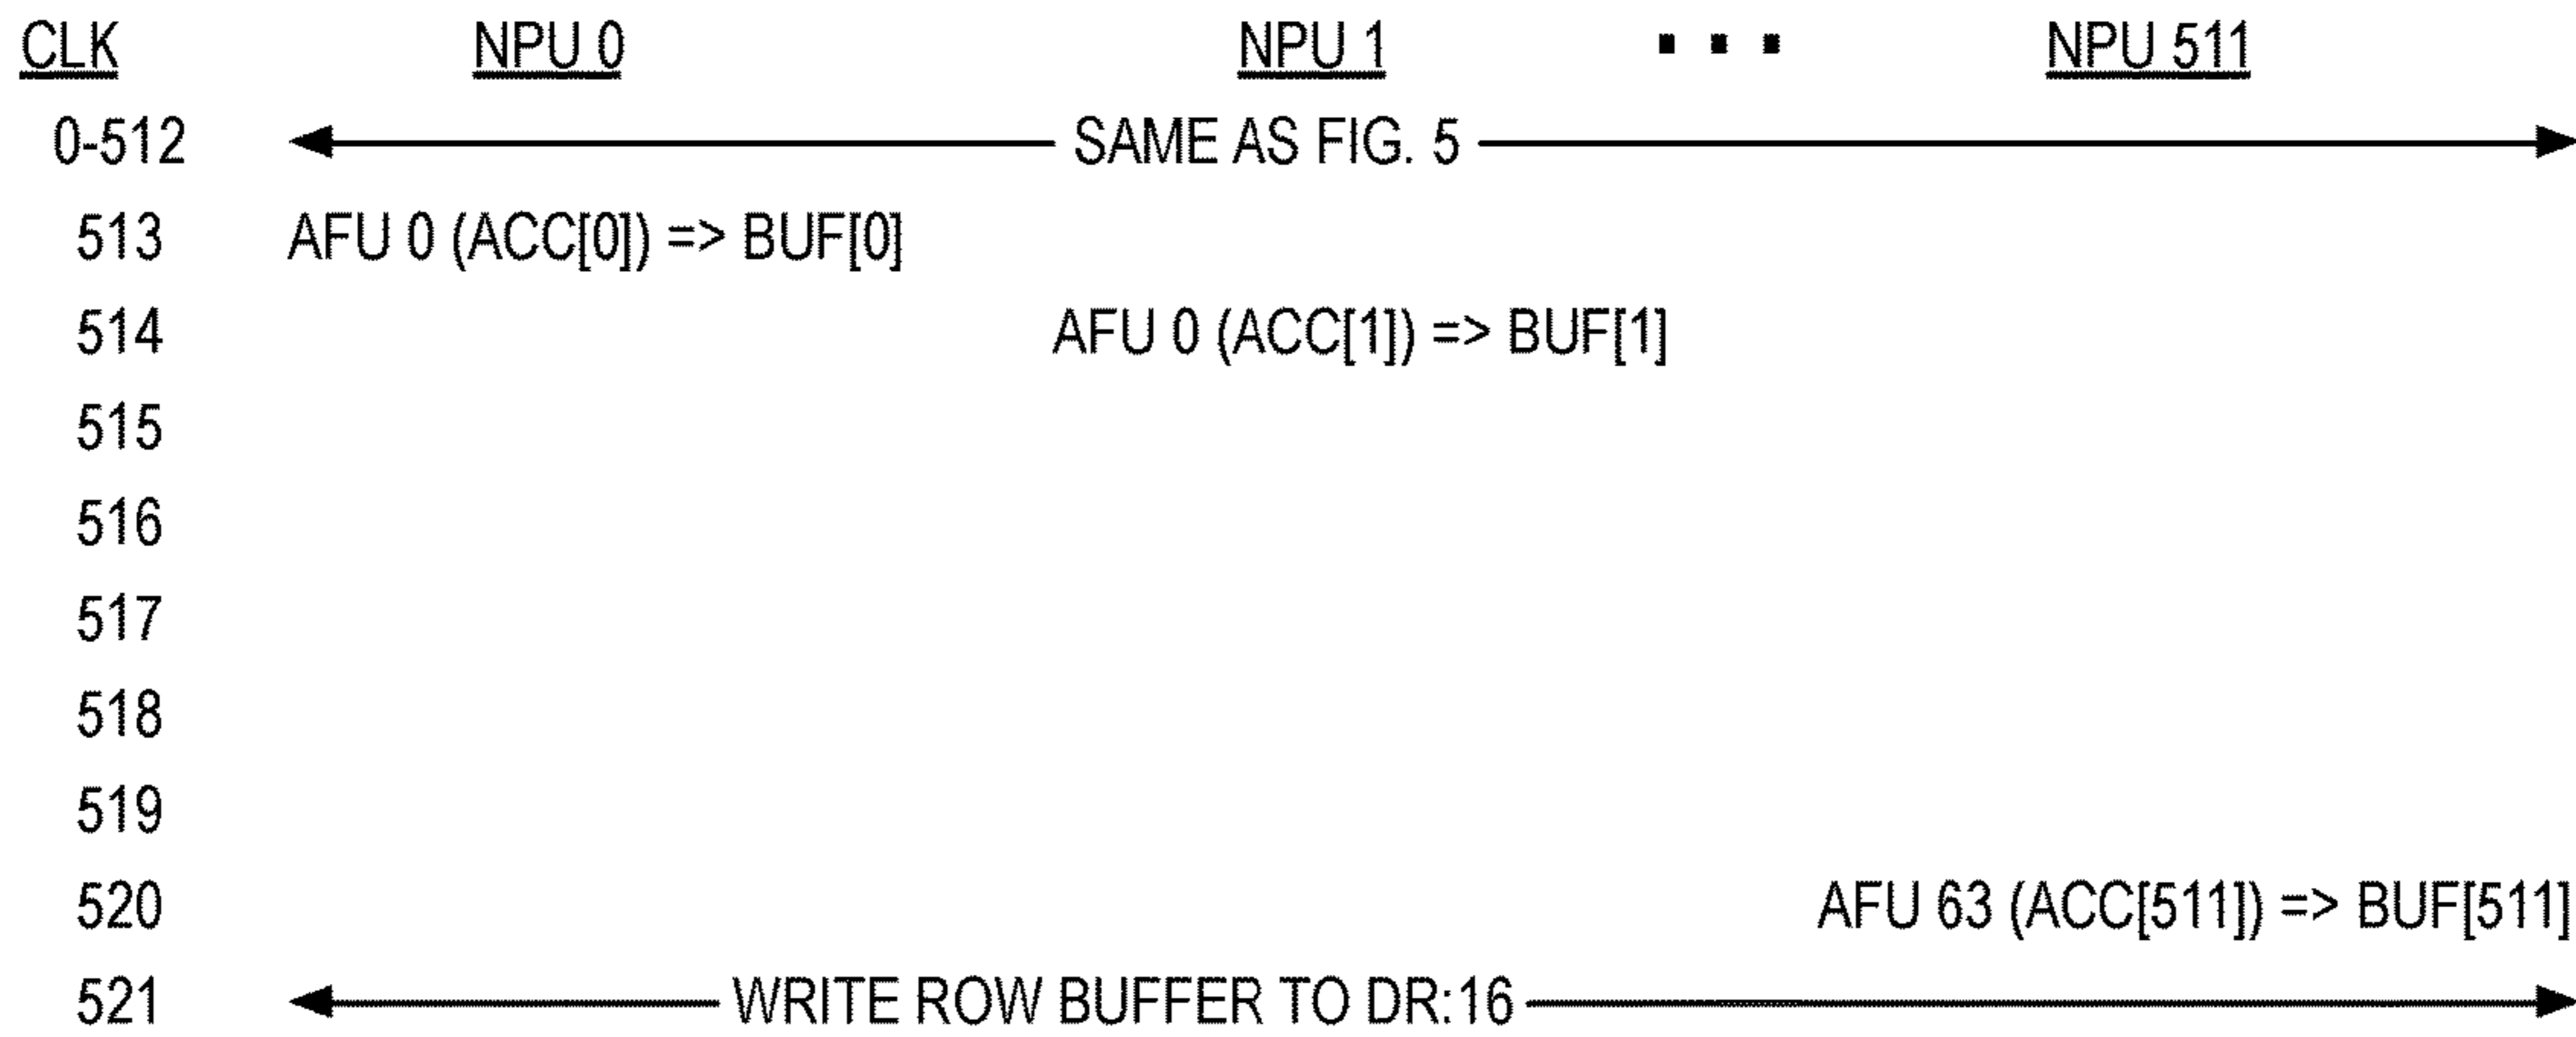 CLK NPU 0 NPU 1 ▪ ▪ ▪ NPU 511
0-512 SAME AS FIG. 5
513 AFU 0 (ACC[0]) => BUF[0]
514 AFU 0 (ACC[1]) => BUF[1]
515
516
517
518
519
520 AFU 63 (ACC[511]) => BUF[511]
521 WRITE ROW BUFFER TO DR:16